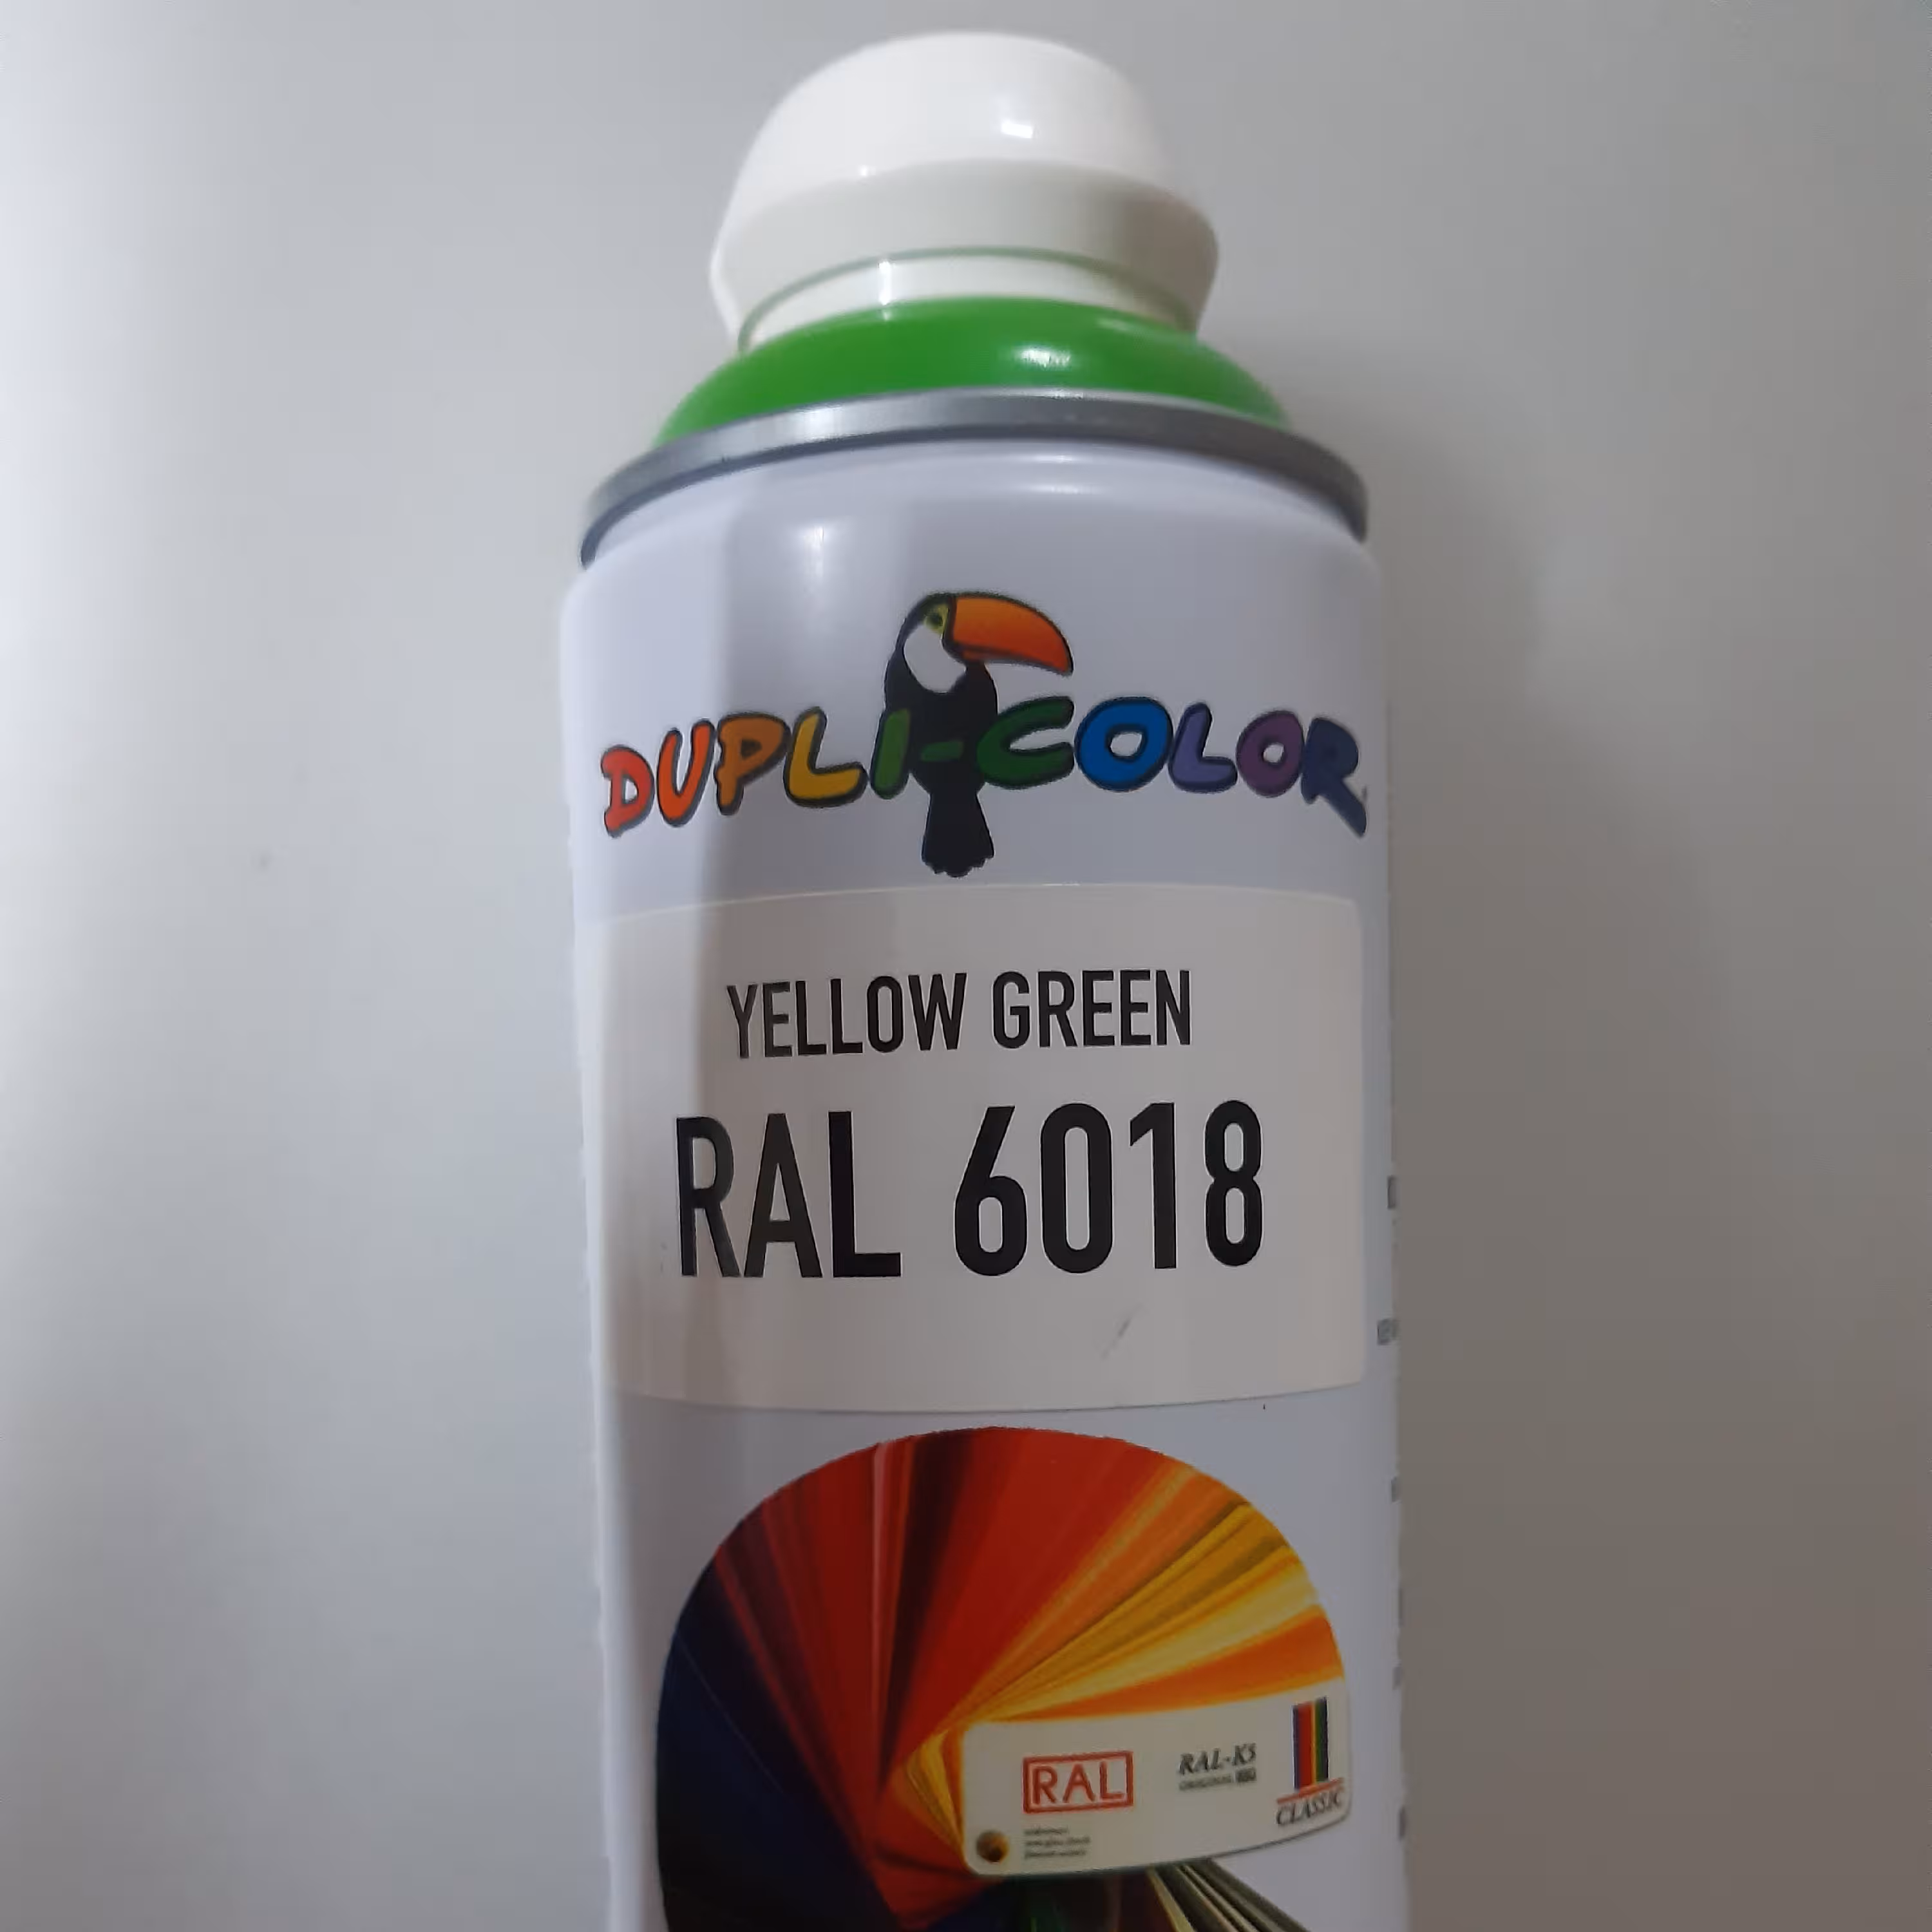 DUPLI-COLOR
YELLOW GREEN
RAL 6018
RAL
RAL-K5
CLASSIC